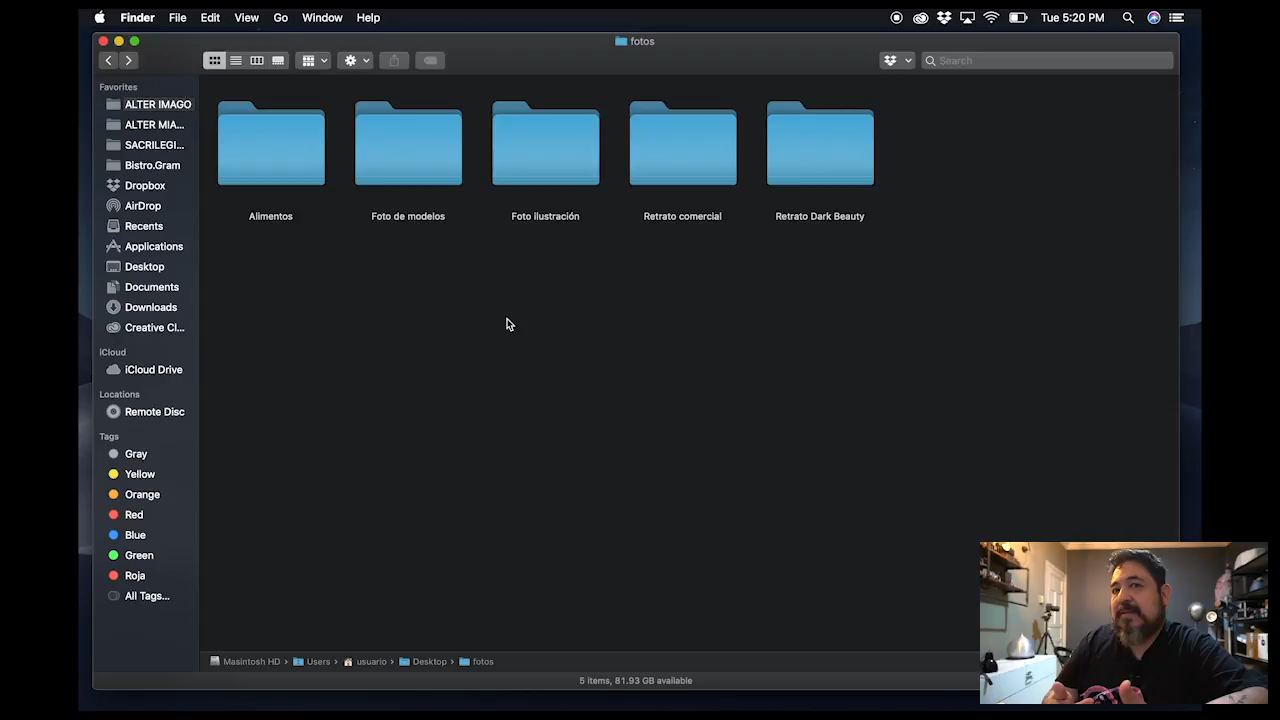 Finder File Edit View Go Window Help
Tue 5:20 PM
fotos
Search
Favorites
ALTER IMAGO
ALTER MIA...
SACRILEGI...
Bistro.Gram
Dropbox
AirDrop
Recents
Applications
Desktop
Documents
Downloads
Creative Cl...
iCloud
iCloud Drive
Locations
Remote Disc
Tags
Gray
Yellow
Orange
Red
Blue
Green
Roja
All Tags...
Alimentos
Foto de modelos
Foto ilustración
Retrato comercial
Retrato Dark Beauty
Masintosh HD › Users › usuario › Desktop › fotos
5 items, 81.93 GB available